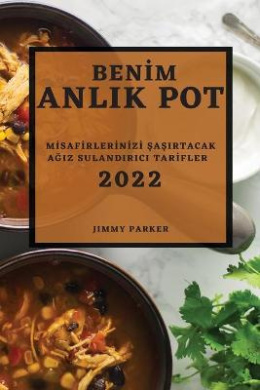 BENİM
ANLIK POT
MİSAFİRLERİNİZİ ŞAŞIRTACAK
AĞIZ SULANDIRICI TARİFLER
2022
JIMMY PARKER